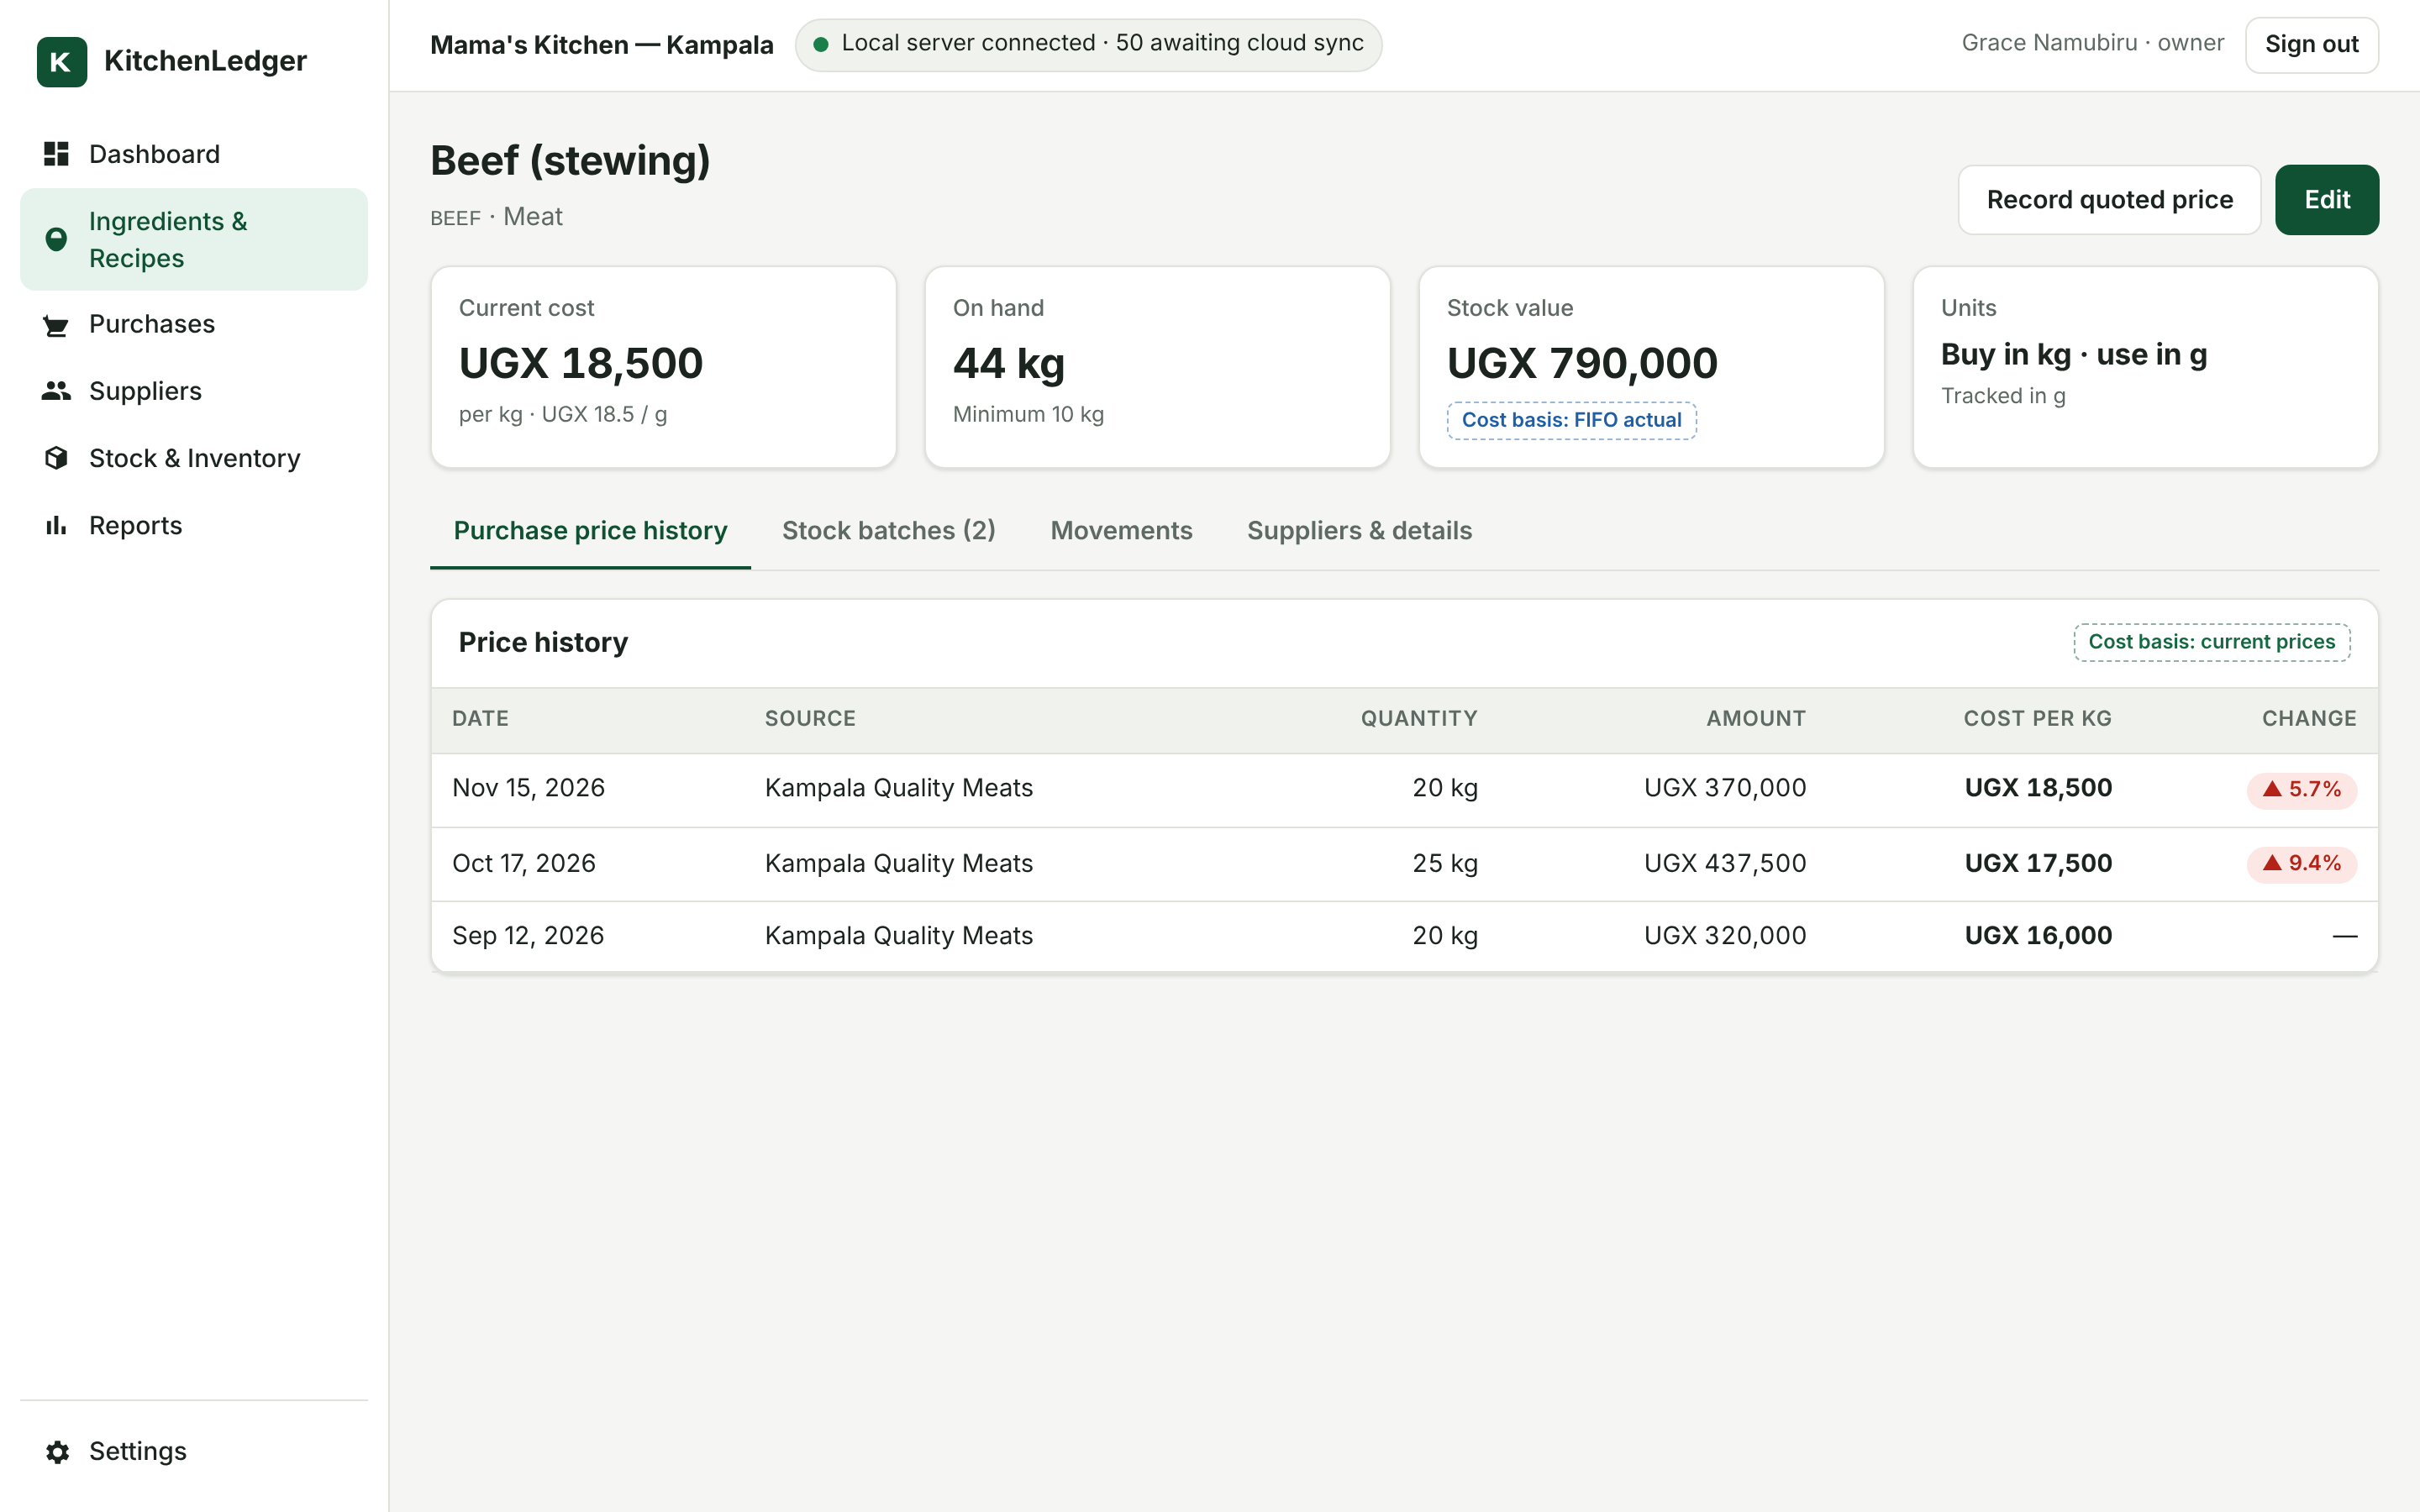 K KitchenLedger
Dashboard
Ingredients &
Recipes
Purchases
Suppliers
Stock & Inventory
Reports
Settings
Mama's Kitchen — Kampala
Local server connected · 50 awaiting cloud sync
Grace Namubiru · owner
Sign out
Beef (stewing)
BEEF · Meat
Record quoted price
Edit
Current cost
UGX 18,500
per kg · UGX 18.5 / g
On hand
44 kg
Minimum 10 kg
Stock value
UGX 790,000
Cost basis: FIFO actual
Units
Buy in kg · use in g
Tracked in g
Purchase price history Stock batches (2) Movements Suppliers & details
Price history Cost basis: current prices
DATE SOURCE QUANTITY AMOUNT COST PER KG CHANGE
Nov 15, 2026 Kampala Quality Meats 20 kg UGX 370,000 UGX 18,500 ▲ 5.7%
Oct 17, 2026 Kampala Quality Meats 25 kg UGX 437,500 UGX 17,500 ▲ 9.4%
Sep 12, 2026 Kampala Quality Meats 20 kg UGX 320,000 UGX 16,000 —